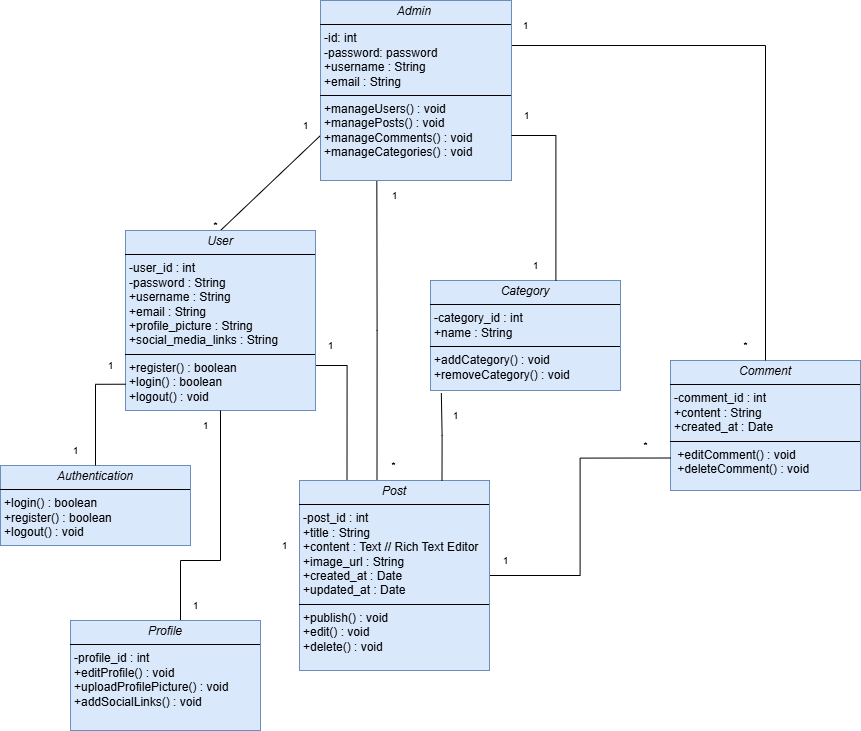 Admin
-id: int
-password: password
+username : String
+email : String
+manageUsers() : void
+managePosts() : void
+manageComments() : void
+manageCategories() : void
1
1
1
1
*
User
-user_id : int
-password : String
+username : String
+email : String
+profile_picture : String
+social_media_links : String
+register() : boolean
+login() : boolean
+logout() : void
1
Category
-category_id : int
+name : String
+addCategory() : void
+removeCategory() : void
1
*
Comment
-comment_id : int
+content : String
+created_at : Date
+editComment() : void
+deleteComment() : void
1
1
1
1
*
*
1
Authentication
+login() : boolean
+register() : boolean
+logout() : void
Post
-post_id : int
+title : String
+content : Text // Rich Text Editor
+image_url : String
+created_at : Date
+updated_at : Date
+publish() : void
+edit() : void
+delete() : void
1
1
1
Profile
-profile_id : int
+editProfile() : void
+uploadProfilePicture() : void
+addSocialLinks() : void